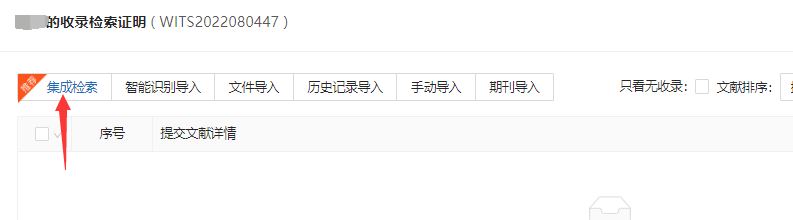 的收录检索证明 ( WITS2022080447 )
推荐 集成检索 智能识别导入 文件导入 历史记录导入 手动导入 期刊导入 只看无收录: 文献排序:
序号 提交文献详情